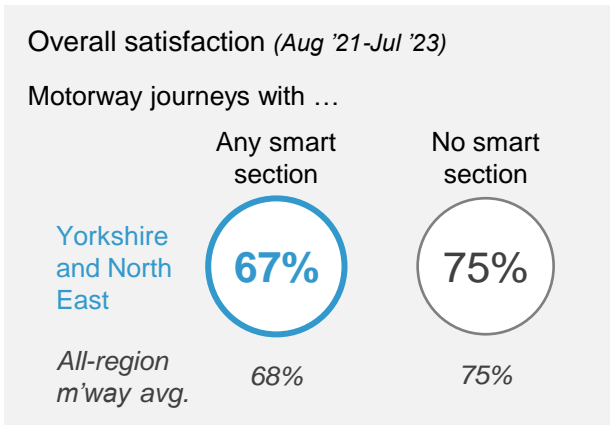 Overall satisfaction (Aug ’21-Jul ’23)
Motorway journeys with …
Any smart section
No smart section
Yorkshire and North East
67%
75%
All-region m’way avg.
68%
75%